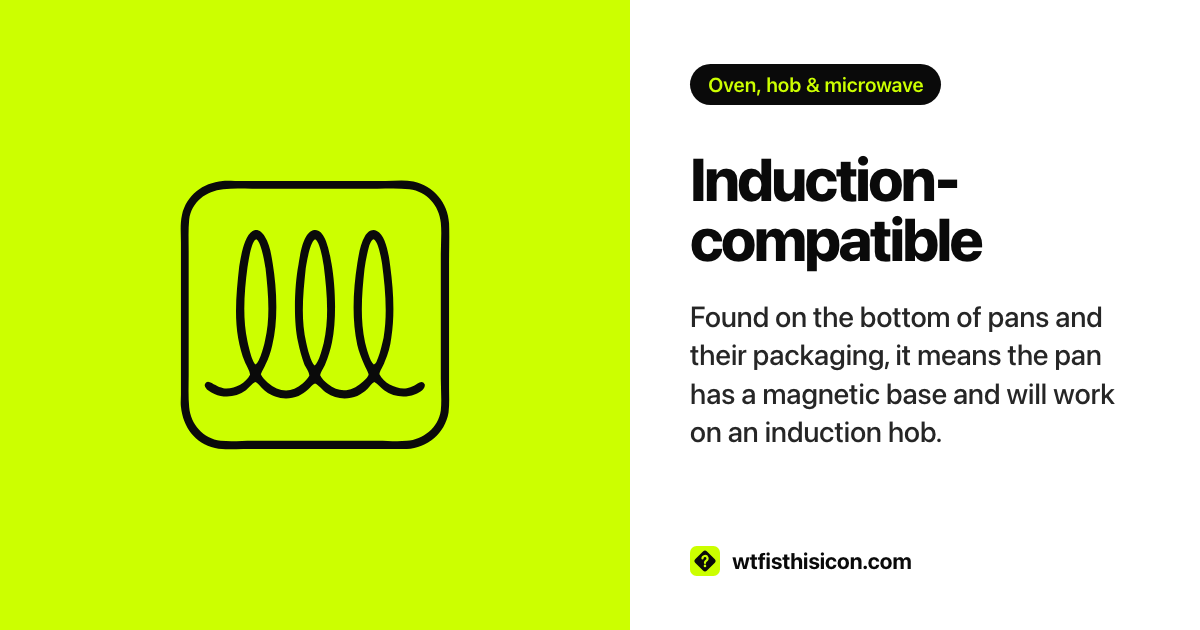 Oven, hob & microwave
Induction-
compatible
Found on the bottom of pans and
their packaging, it means the pan
has a magnetic base and will work
on an induction hob.
?
wtfisthisicon.com